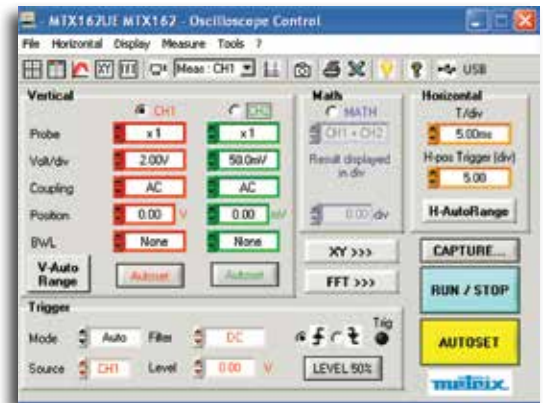 MTX162UE MTX162 - Oscilloscope Control
File Horizontal Display Measure Tools ?
XY Meas : CH1 USB
Vertical
CH1 CH2
Probe x 1 x 1
Volt/div 2.00V 50.0mV
Coupling AC AC
Position 0.00 V 0.00 mV
BWL None None
V-Auto
Range
Autoset Autoset
Math
MATH
CH1 + CH2
Result displayed
in div
0.00 div
XY >>>
FFT >>>
Horizontal
T/div
5.00ms
H-pos Trigger (div)
5.00
H-AutoRange
CAPTURE...
RUN / STOP
AUTOSET
Trigger
Mode Auto Filter DC Trig
Source CH1 Level 0.00 V LEVEL 50%
metrix